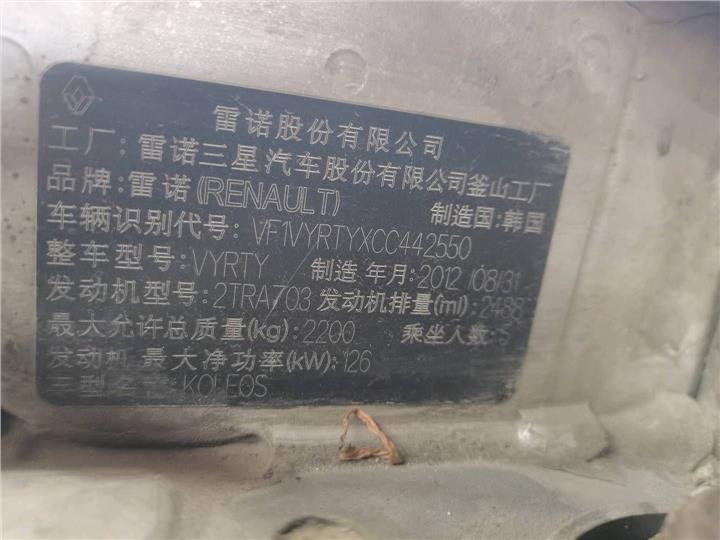 雷诺股份有限公司
工厂:雷诺三星汽车股份有限公司釜山工厂
品牌:雷诺(RENAULT) 制造国:韩国
车辆识别代号:VF1VYRTYXCC442550
整车型号:VYRTY 制造年月:2012/08/31
发动机型号:2TRA703 发动机排量(ml):2488
最大允许总质量(kg):2200 乘坐人数:
发动机最大净功率(kW):126
KOLEOS